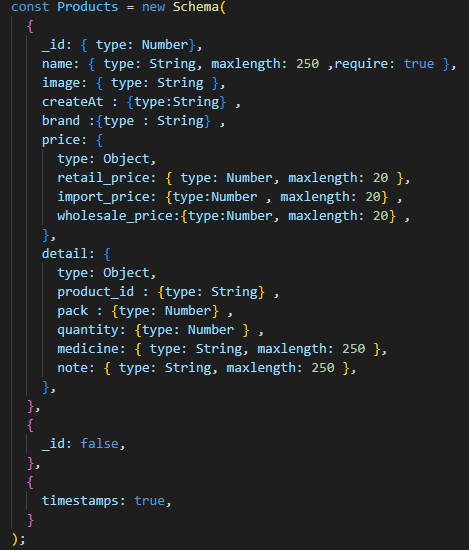 const Products = new Schema(
  {
    _id: { type: Number},
    name: { type: String, maxlength: 250 ,require: true },
    image: { type: String },
    createAt : {type:String} ,
    brand :{type : String} ,
    price: {
      type: Object,
      retail_price: { type: Number, maxlength: 20 },
      import_price: {type:Number , maxlength: 20} ,
      wholesale_price:{type:Number, maxlength: 20} ,
    },
    detail: {
      type: Object,
      product_id : {type: String} ,
      pack : {type: Number} ,
      quantity: {type: Number } ,
      medicine: { type: String, maxlength: 250 },
      note: { type: String, maxlength: 250 },
    },
  },
  {
    _id: false,
  },
  {
    timestamps: true,
  }
);